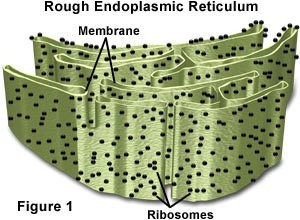 Rough Endoplasmic Reticulum
Membrane
Figure 1
Ribosomes